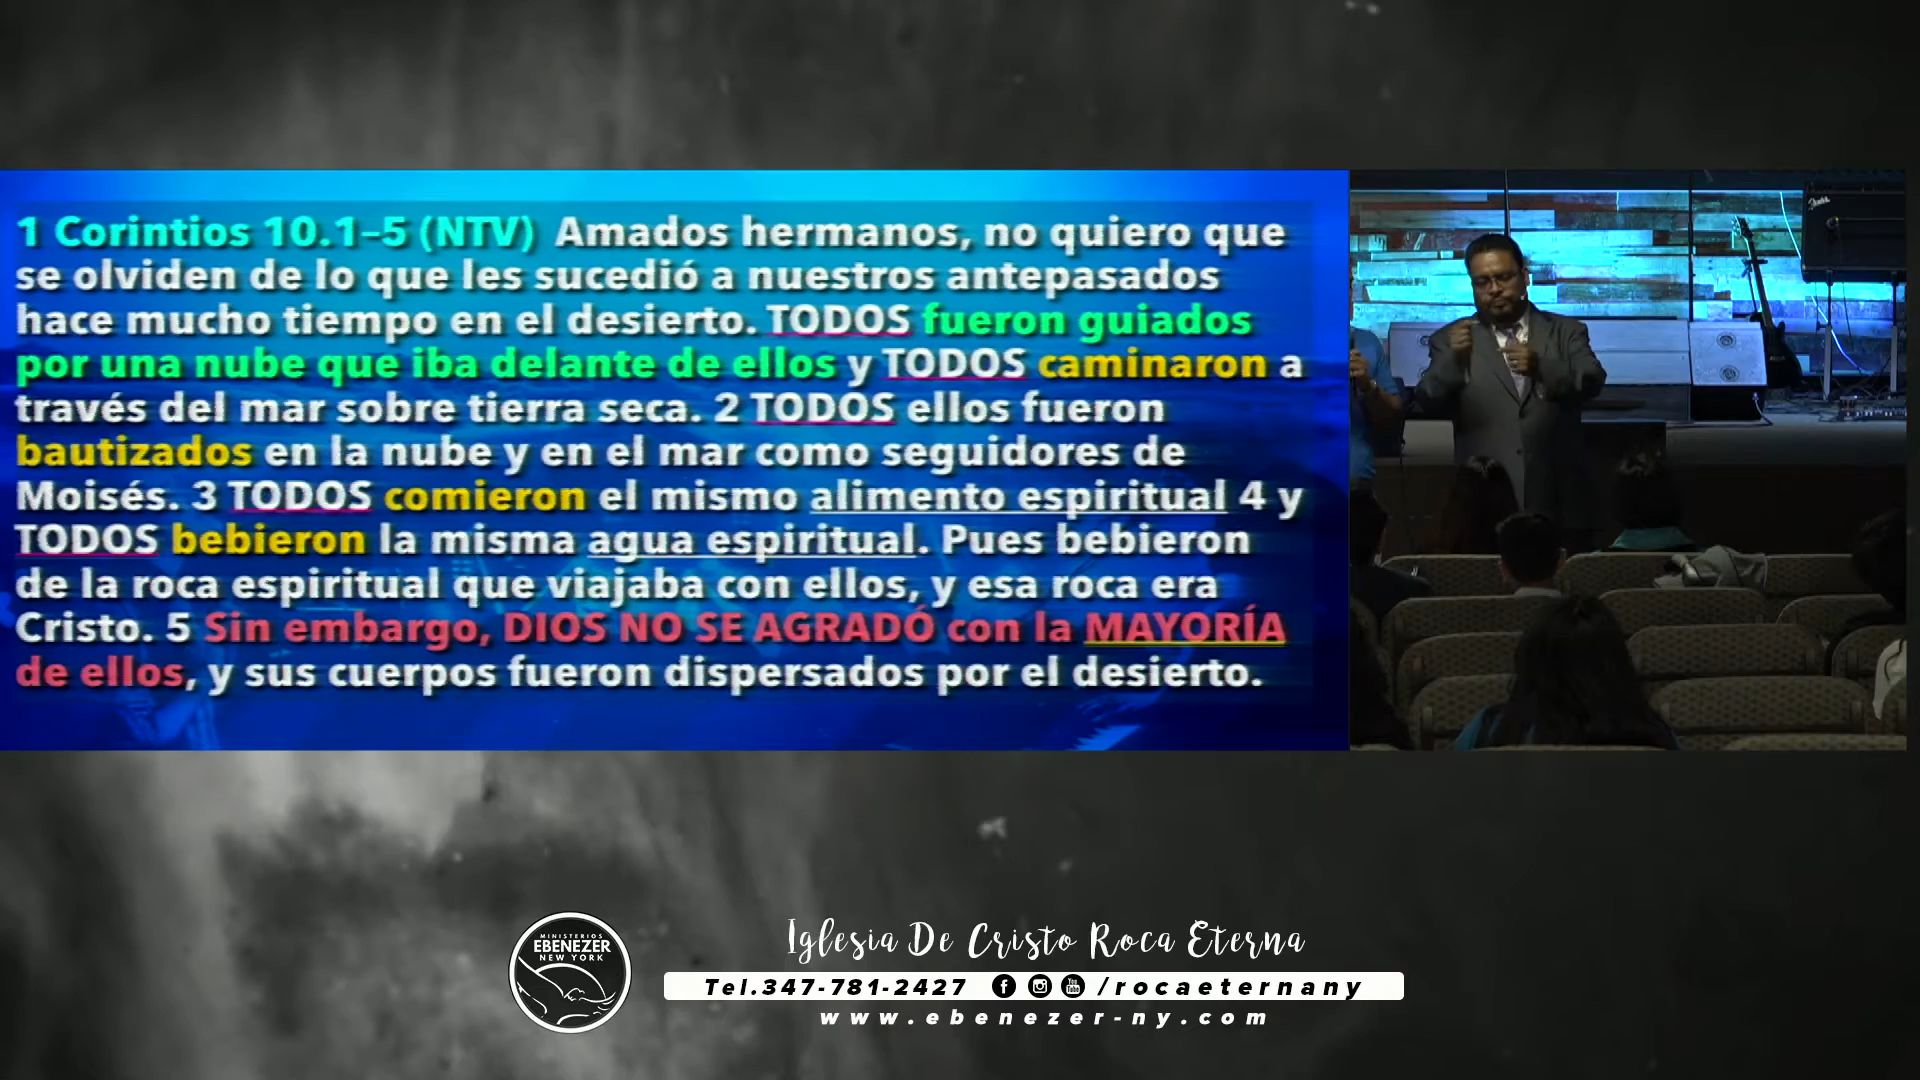 1 Corintios 10.1–5 (NTV) Amados hermanos, no quiero que
se olviden de lo que les sucedió a nuestros antepasados
hace mucho tiempo en el desierto. TODOS fueron guiados
por una nube que iba delante de ellos y TODOS caminaron a
través del mar sobre tierra seca. 2 TODOS ellos fueron
bautizados en la nube y en el mar como seguidores de
Moisés. 3 TODOS comieron el mismo alimento espiritual 4 y
TODOS bebieron la misma agua espiritual. Pues bebieron
de la roca espiritual que viajaba con ellos, y esa roca era
Cristo. 5 Sin embargo, DIOS NO SE AGRADÓ con la MAYORÍA
de ellos, y sus cuerpos fueron dispersados por el desierto.
Fender
MINISTERIOS
EBENEZER
NEW YORK
Iglesia De Cristo Roca Eterna
Tel.347-781-2427 /rocaeternany
www.ebenezer-ny.com